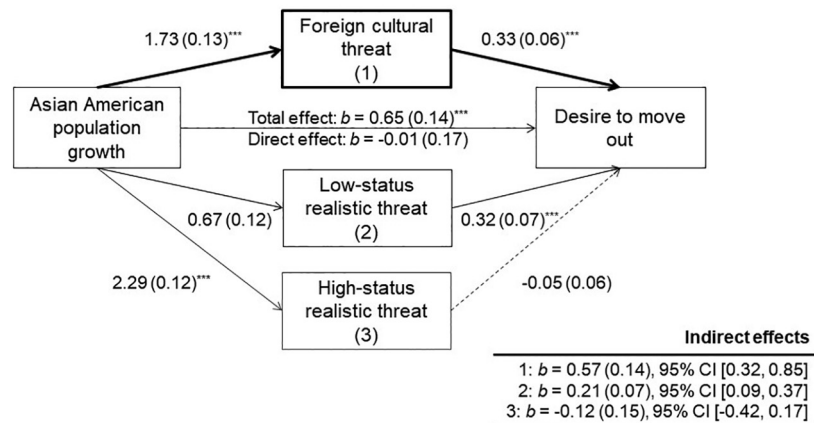 1.73 (0.13)***
Foreign cultural
threat
(1)
0.33 (0.06)***
Asian American
population
growth
Total effect: b = 0.65 (0.14)***
Direct effect: b = -0.01 (0.17)
Desire to move
out
0.67 (0.12)
Low-status
realistic threat
(2)
0.32 (0.07)***
2.29 (0.12)***
High-status
realistic threat
(3)
-0.05 (0.06)
Indirect effects
1: b = 0.57 (0.14), 95% CI [0.32, 0.85]
2: b = 0.21 (0.07), 95% CI [0.09, 0.37]
3: b = -0.12 (0.15), 95% CI [-0.42, 0.17]